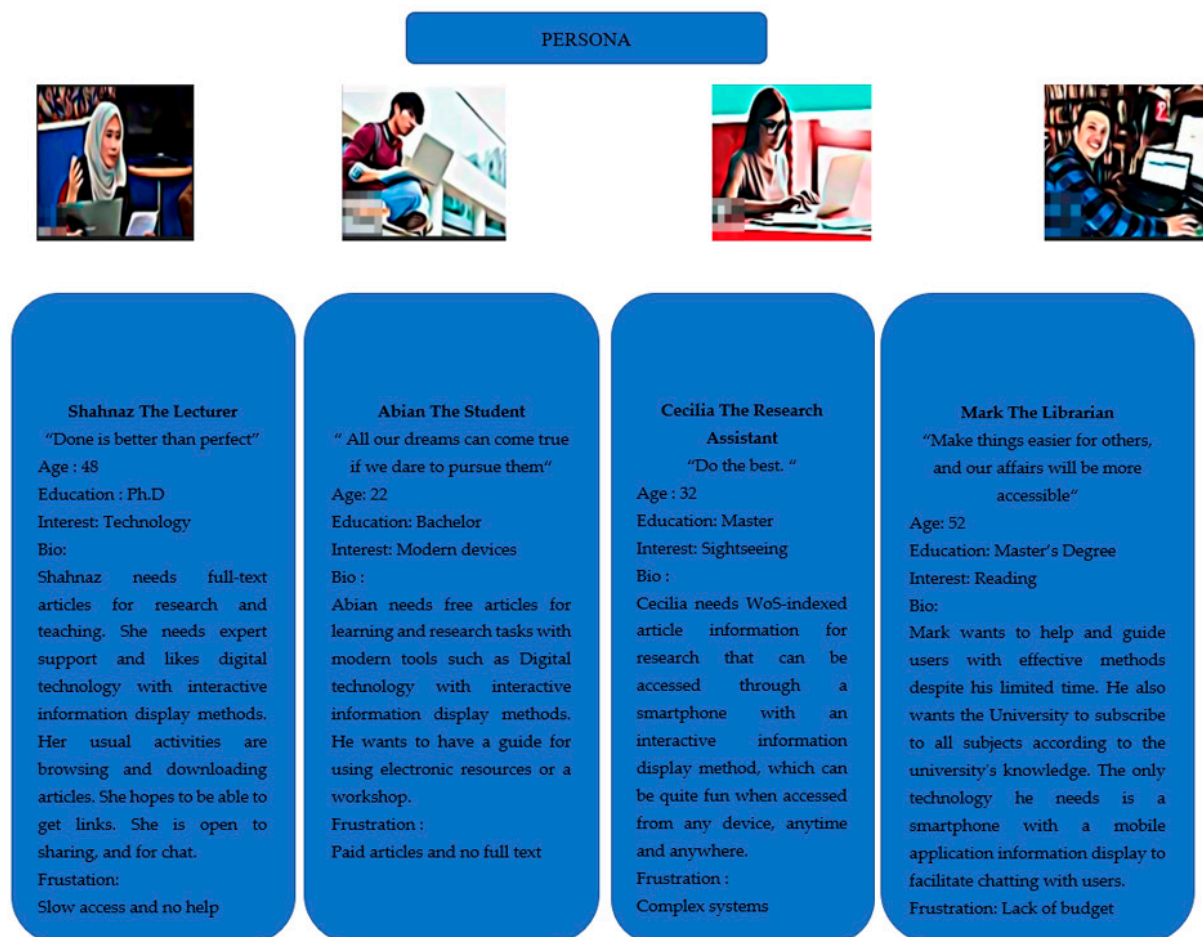 PERSONA
Shahnaz The Lecturer
“Done is better than perfect”
Age : 48
Education : Ph.D
Interest: Technology
Bio:
Shahnaz needs full-text
articles for research and
teaching. She needs expert
support and likes digital
technology with interactive
information display methods.
Her usual activities are
browsing and downloading
articles. She hopes to be able to
get links. She is open to
sharing, and for chat.
Frustation:
Slow access and no help
Abian The Student
“ All our dreams can come true
if we dare to pursue them“
Age: 22
Education: Bachelor
Interest: Modern devices
Bio :
Abian needs free articles for
learning and research tasks with
modern tools such as Digital
technology with interactive
information display methods.
He wants to have a guide for
using electronic resources or a
workshop.
Frustration :
Paid articles and no full text
Cecilia The Research
Assistant
“Do the best. “
Age : 32
Education: Master
Interest: Sightseeing
Bio :
Cecilia needs WoS-indexed
article information for
research that can be
accessed through a
smartphone with an
interactive information
display method, which can
be quite fun when accessed
from any device, anytime
and anywhere.
Frustration :
Complex systems
Mark The Librarian
“Make things easier for others,
and our affairs will be more
accessible“
Age: 52
Education: Master’s Degree
Interest: Reading
Bio:
Mark wants to help and guide
users with effective methods
despite his limited time. He also
wants the University to subscribe
to all subjects according to the
university's knowledge. The only
technology he needs is a
smartphone with a mobile
application information display to
facilitate chatting with users.
Frustration: Lack of budget